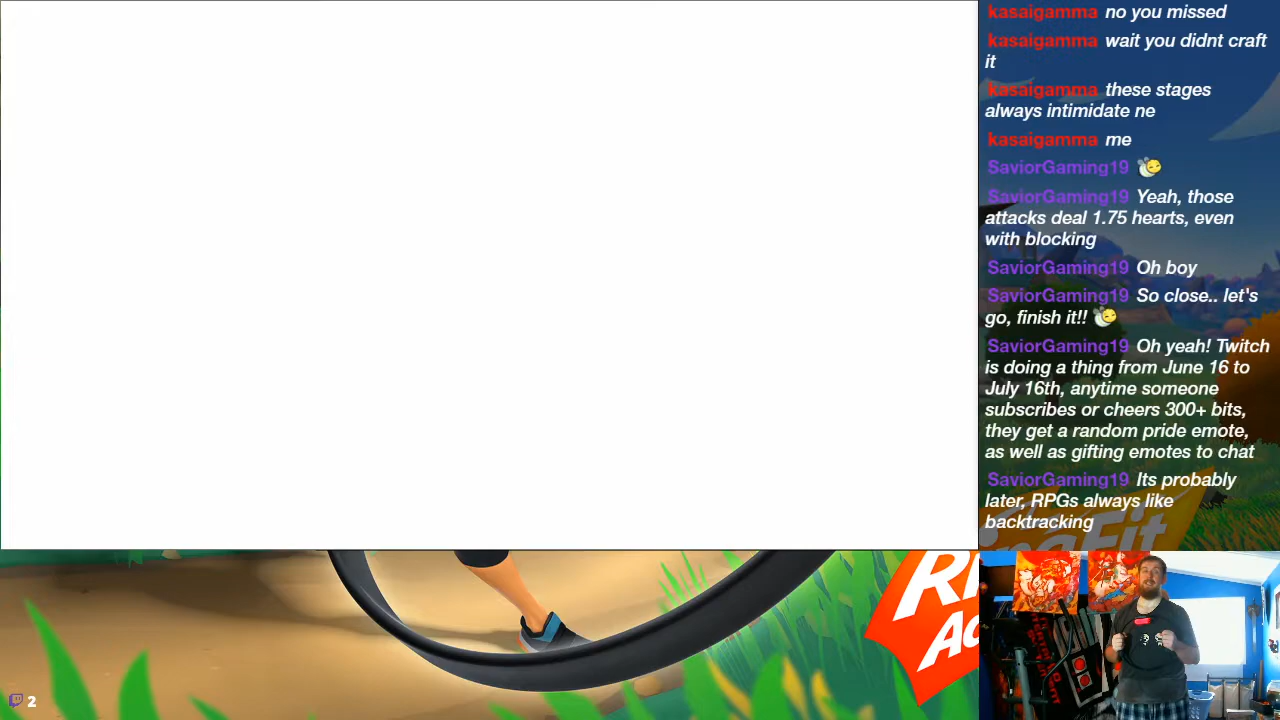 kasaigamma no you missed
kasaigamma wait you didnt craft
it
kasaigamma these stages
always intimidate ne
kasaigamma me
SaviorGaming19
SaviorGaming19 Yeah, those
attacks deal 1.75 hearts, even
with blocking
SaviorGaming19 Oh boy
SaviorGaming19 So close.. let's
go, finish it!!
SaviorGaming19 Oh yeah! Twitch
is doing a thing from June 16 to
July 16th, anytime someone
subscribes or cheers 300+ bits,
they get a random pride emote,
as well as gifting emotes to chat
SaviorGaming19 Its probably
later, RPGs always like
backtracking
2